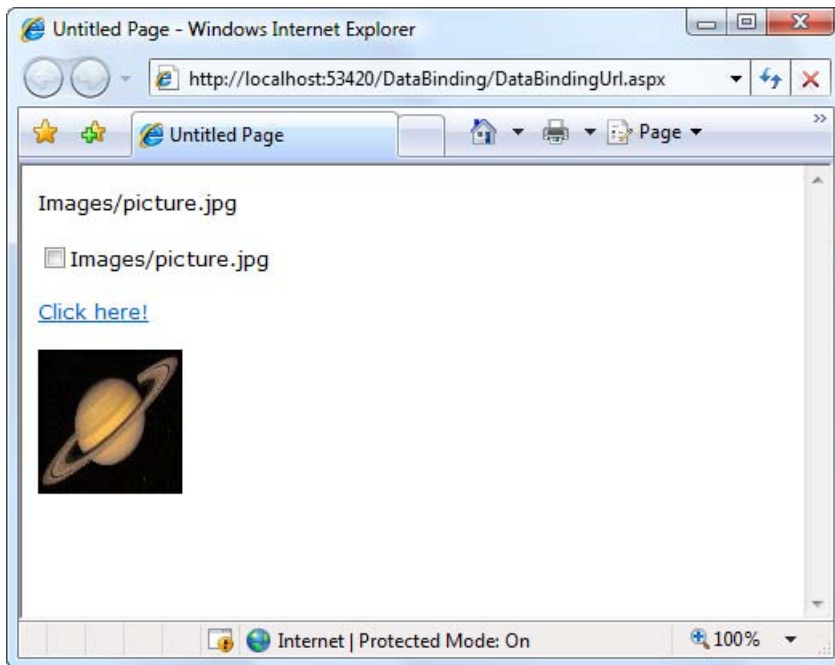 Untitled Page - Windows Internet Explorer
http://localhost:53420/DataBinding/DataBindingUrl.aspx
Untitled Page
Page
Images/picture.jpg
Images/picture.jpg
Click here!
Internet | Protected Mode: On
100%